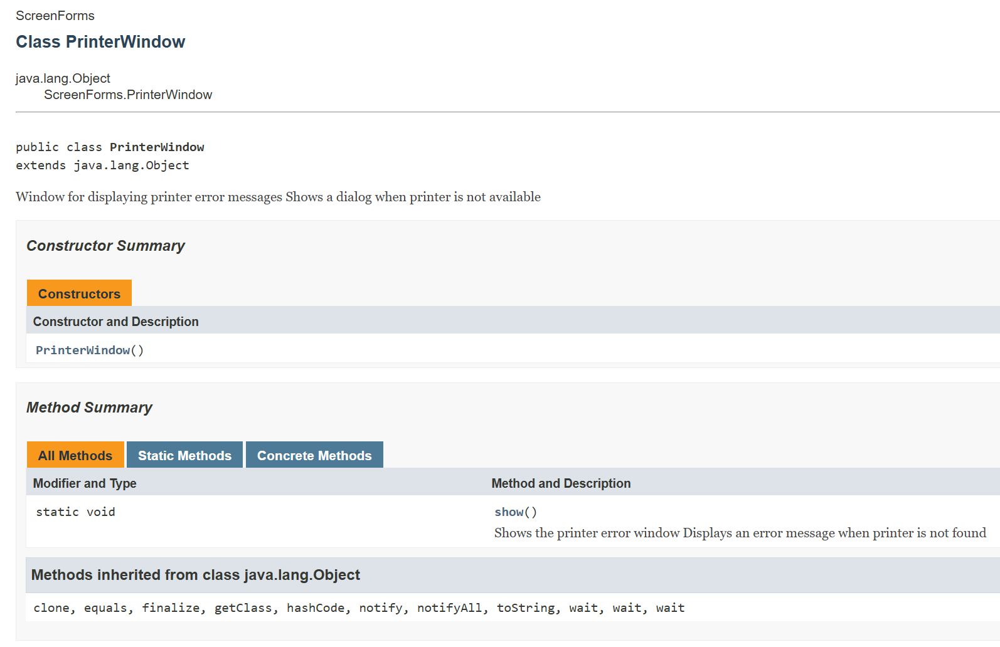 ScreenForms
Class PrinterWindow
java.lang.Object
ScreenForms.PrinterWindow
public class PrinterWindow
extends java.lang.Object
Window for displaying printer error messages Shows a dialog when printer is not available
Constructor Summary
Constructors
Constructor and Description
PrinterWindow()
Method Summary
All Methods Static Methods Concrete Methods
Modifier and Type Method and Description
static void show()
Shows the printer error window Displays an error message when printer is not found
Methods inherited from class java.lang.Object
clone, equals, finalize, getClass, hashCode, notify, notifyAll, toString, wait, wait, wait